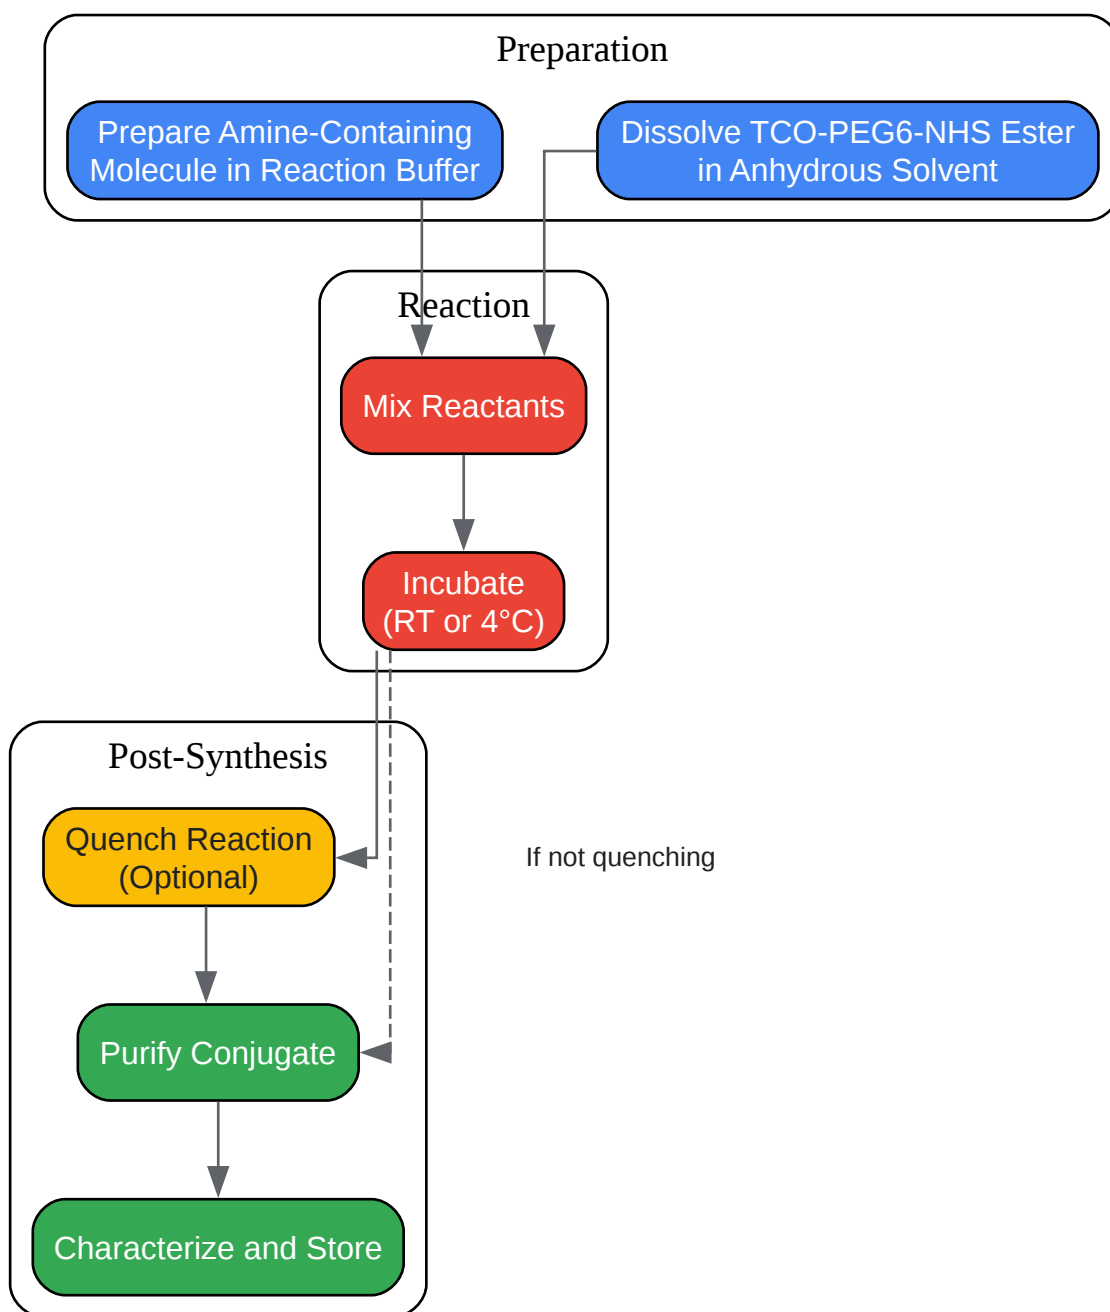 Preparation
Prepare Amine-Containing
Molecule in Reaction Buffer
Dissolve TCO-PEG6-NHS Ester
in Anhydrous Solvent
Reaction
Mix Reactants
Incubate
(RT or 4°C)
Post-Synthesis
Quench Reaction
(Optional)
If not quenching
Purify Conjugate
Characterize and Store